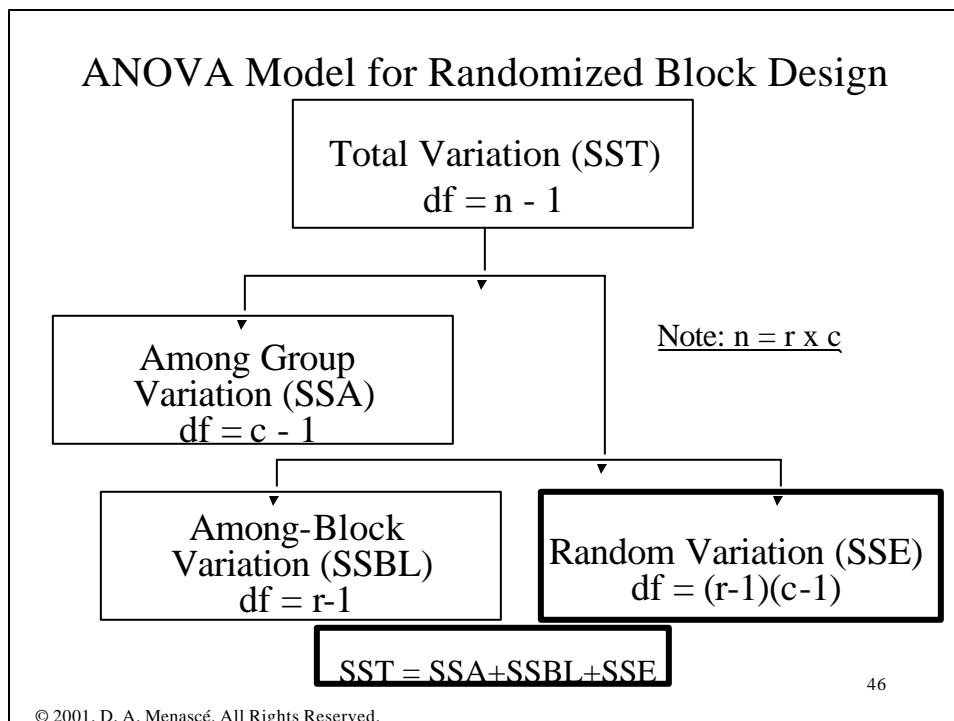 ANOVA Model for Randomized Block Design
Total Variation (SST)
df = n - 1
Among Group
Variation (SSA)
df = c - 1
Note: n = r x c
Among-Block
Variation (SSBL)
df = r-1
Random Variation (SSE)
df = (r-1)(c-1)
SST = SSA+SSBL+SSE
46
© 2001. D. A. Menascé. All Rights Reserved.